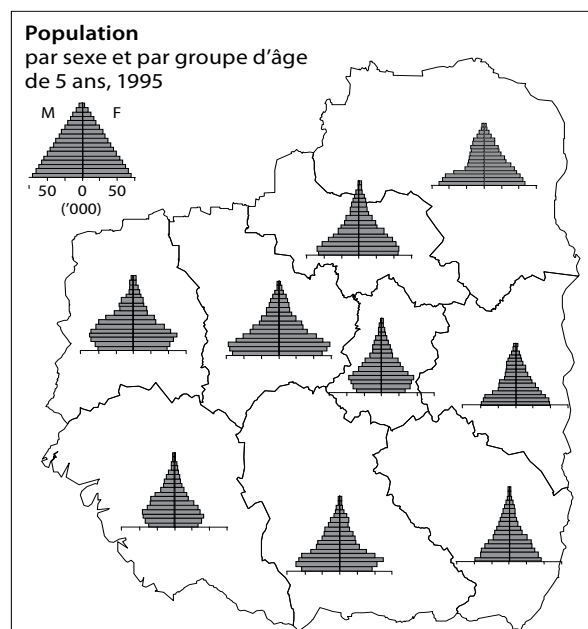 Population
par sexe et par groupe d’âge
de 5 ans, 1995
M F
50 0 50
(’000)